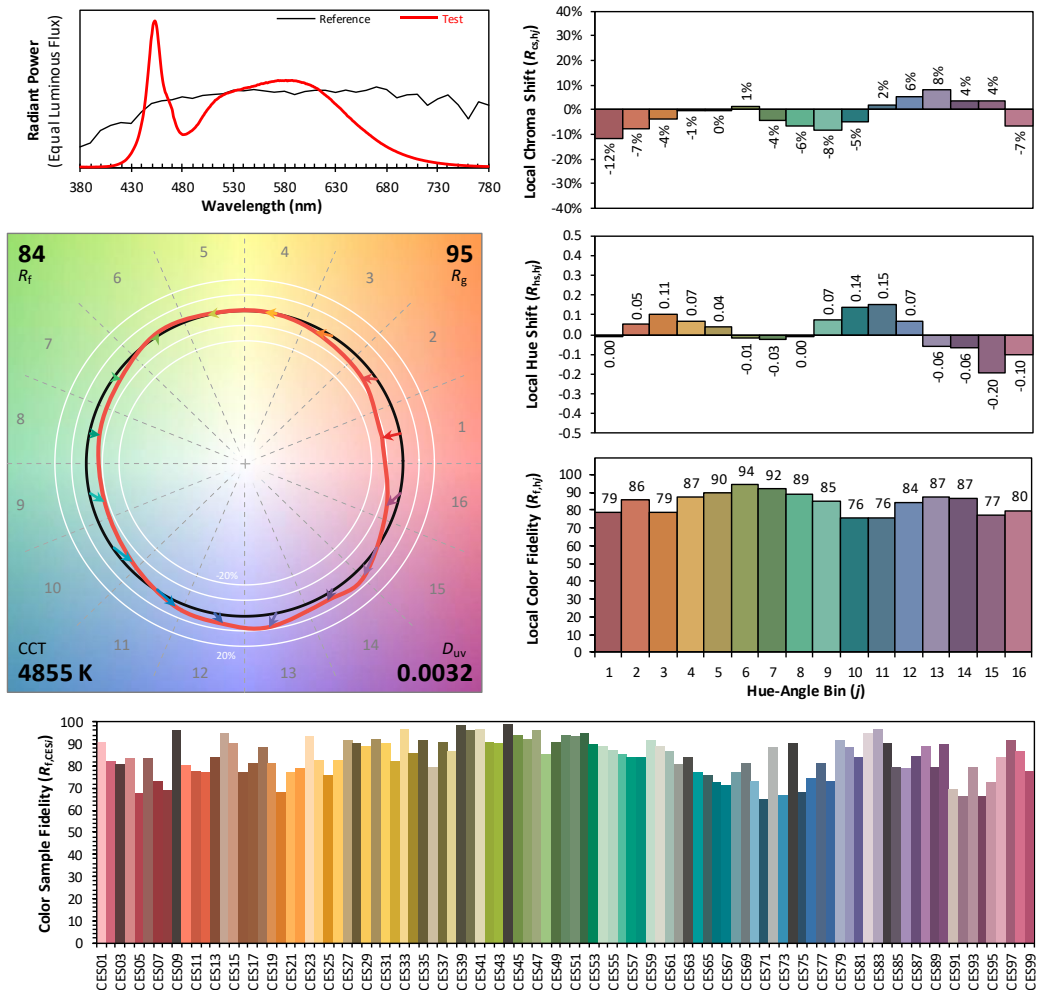 Radiant Power
(Equal Luminous Flux)
Reference
Test
380 430 480 530 580 630 680 730 780
Wavelength (nm)
Local Chroma Shift (Rcs,hj)
40%
30%
20%
10%
0%
-10%
-20%
-30%
-40%
-12% -7% -4% -1% 0% 1% -4% -6% -8% -5% 2% 6% 8% 4% 4% -7%
84
Rf
95
Rg
1 2 3 4 5 6 7 8 9 10 11 12 13 14 15 16
-20%
20%
CCT
4855 K
Duv
0.0032
Local Hue Shift (Rhs,hj)
0.5
0.4
0.3
0.2
0.1
0.0
-0.1
-0.2
-0.3
-0.4
-0.5
0.00 0.05 0.11 0.07 0.04 -0.01 -0.03 0.00 0.07 0.14 0.15 0.07 -0.06 -0.06 -0.20 -0.10
Local Color Fidelity (Rf,hj)
100
90
80
70
60
50
40
30
20
10
0
79 86 79 87 90 94 92 89 85 76 76 84 87 87 77 80
1 2 3 4 5 6 7 8 9 10 11 12 13 14 15 16
Hue-Angle Bin (j)
Color Sample Fidelity (Rf,CESi)
100
90
80
70
60
50
40
30
20
10
0
CES01 CES03 CES05 CES07 CES09 CES11 CES13 CES15 CES17 CES19 CES21 CES23 CES25 CES27 CES29 CES31 CES33 CES35 CES37 CES39 CES41 CES43 CES45 CES47 CES49 CES51 CES53 CES55 CES57 CES59 CES61 CES63 CES65 CES67 CES69 CES71 CES73 CES75 CES77 CES79 CES81 CES83 CES85 CES87 CES89 CES91 CES93 CES95 CES97 CES99